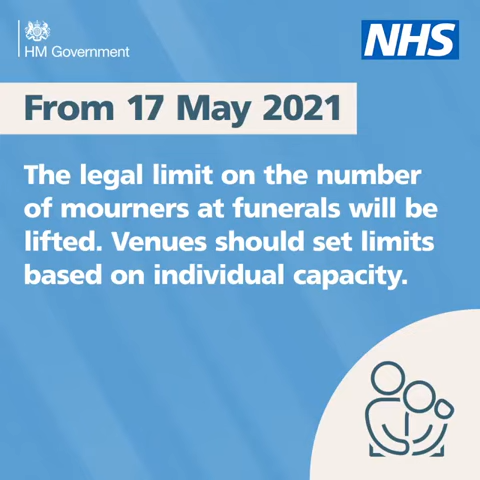 HM Government
NHS
From 17 May 2021
The legal limit on the number
of mourners at funerals will be
lifted. Venues should set limits
based on individual capacity.